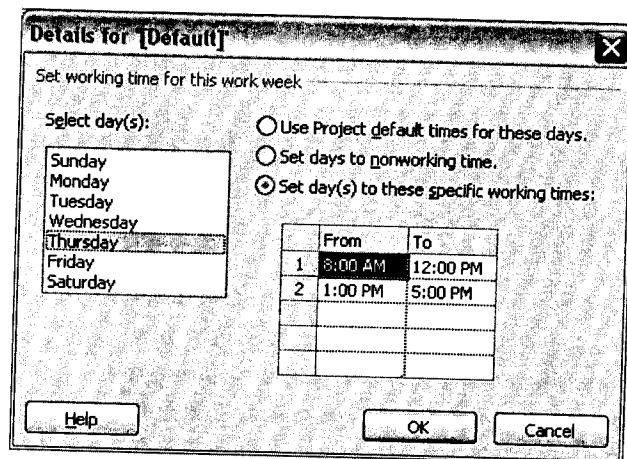 Details for '[Default]'
Set working time for this work week
Select day(s):
Sunday
Monday
Tuesday
Wednesday
Thursday
Friday
Saturday
Use Project default times for these days.
Set days to nonworking time.
Set day(s) to these specific working times:
From To
1 8:00 AM 12:00 PM
2 1:00 PM 5:00 PM
Help OK Cancel